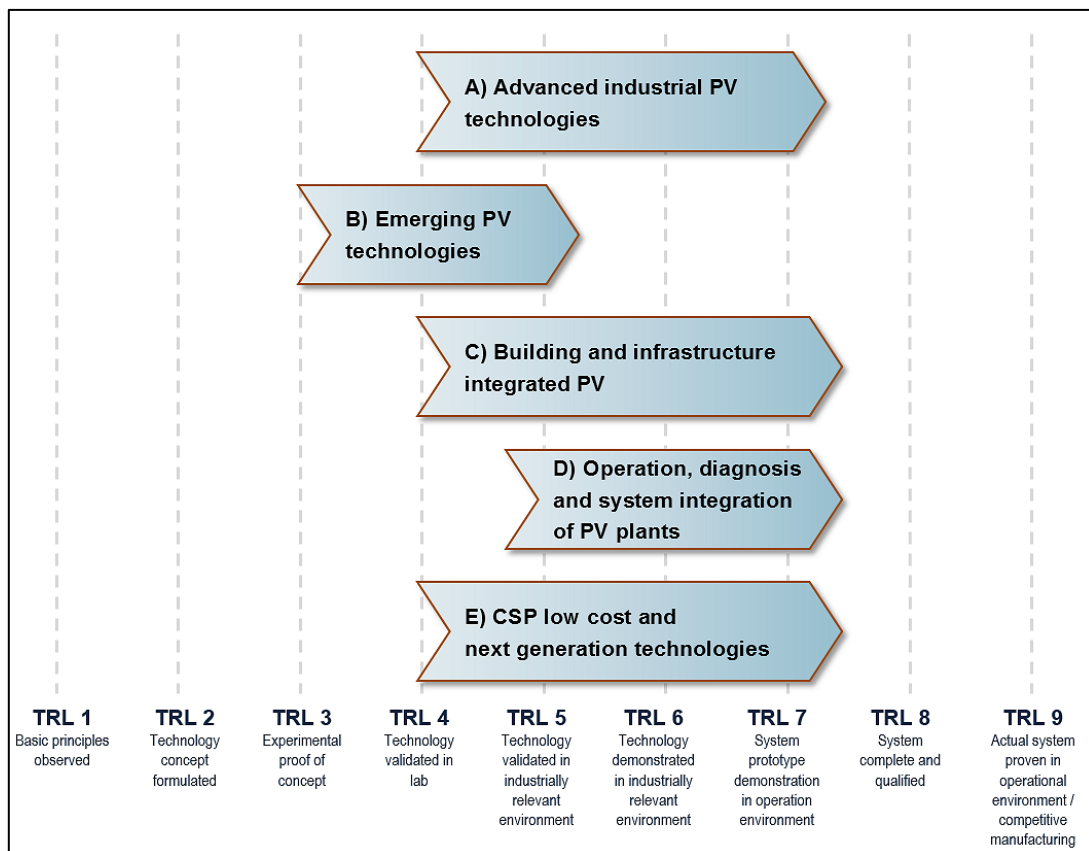 A) Advanced industrial PV
technologies
B) Emerging PV
technologies
C) Building and infrastructure
integrated PV
D) Operation, diagnosis
and system integration
of PV plants
E) CSP low cost and
next generation technologies
TRL 1
Basic principles
observed
TRL 2
Technology
concept
formulated
TRL 3
Experimental
proof of
concept
TRL 4
Technology
validated in
lab
TRL 5
Technology
validated in
industrially
relevant
environment
TRL 6
Technology
demonstrated
in industrially
relevant
environment
TRL 7
System
prototype
demonstration
in operation
environment
TRL 8
System
complete and
qualified
TRL 9
Actual system
proven in
operational
environment /
competitive
manufacturing